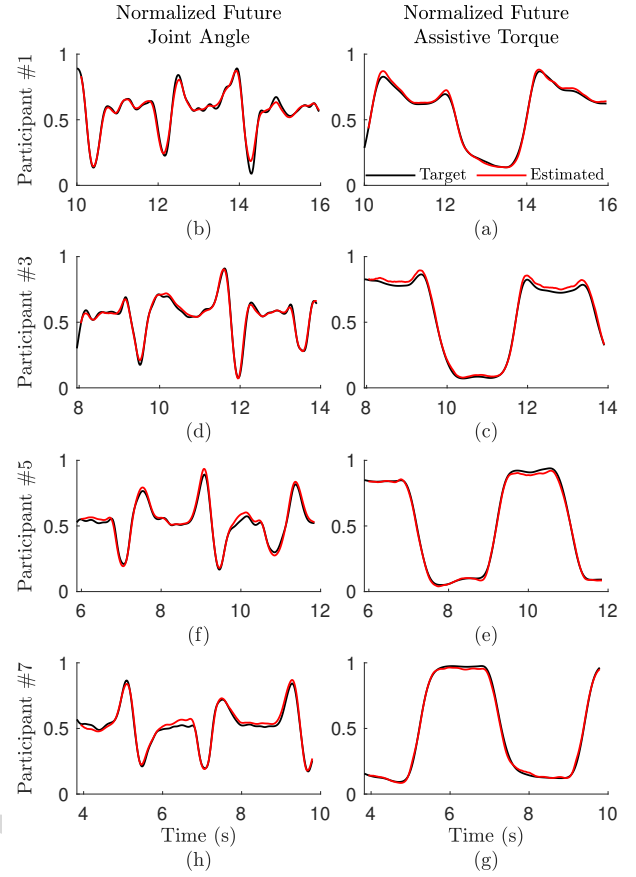 Normalized Future Normalized Future
Joint Angle Assistive Torque
Participant #1
1 1
0.5 0.5
0 0
Target Estimated
10 12 14 16 10 12 14 16
(b) (a)
Participant #3
1 1
0.5 0.5
0 0
8 10 12 14 8 10 12 14
(d) (c)
Participant #5
1 1
0.5 0.5
0 0
6 8 10 12 6 8 10 12
(f) (e)
Participant #7
1 1
0.5 0.5
0 0
4 6 8 10 4 6 8 10
Time (s) Time (s)
(h) (g)